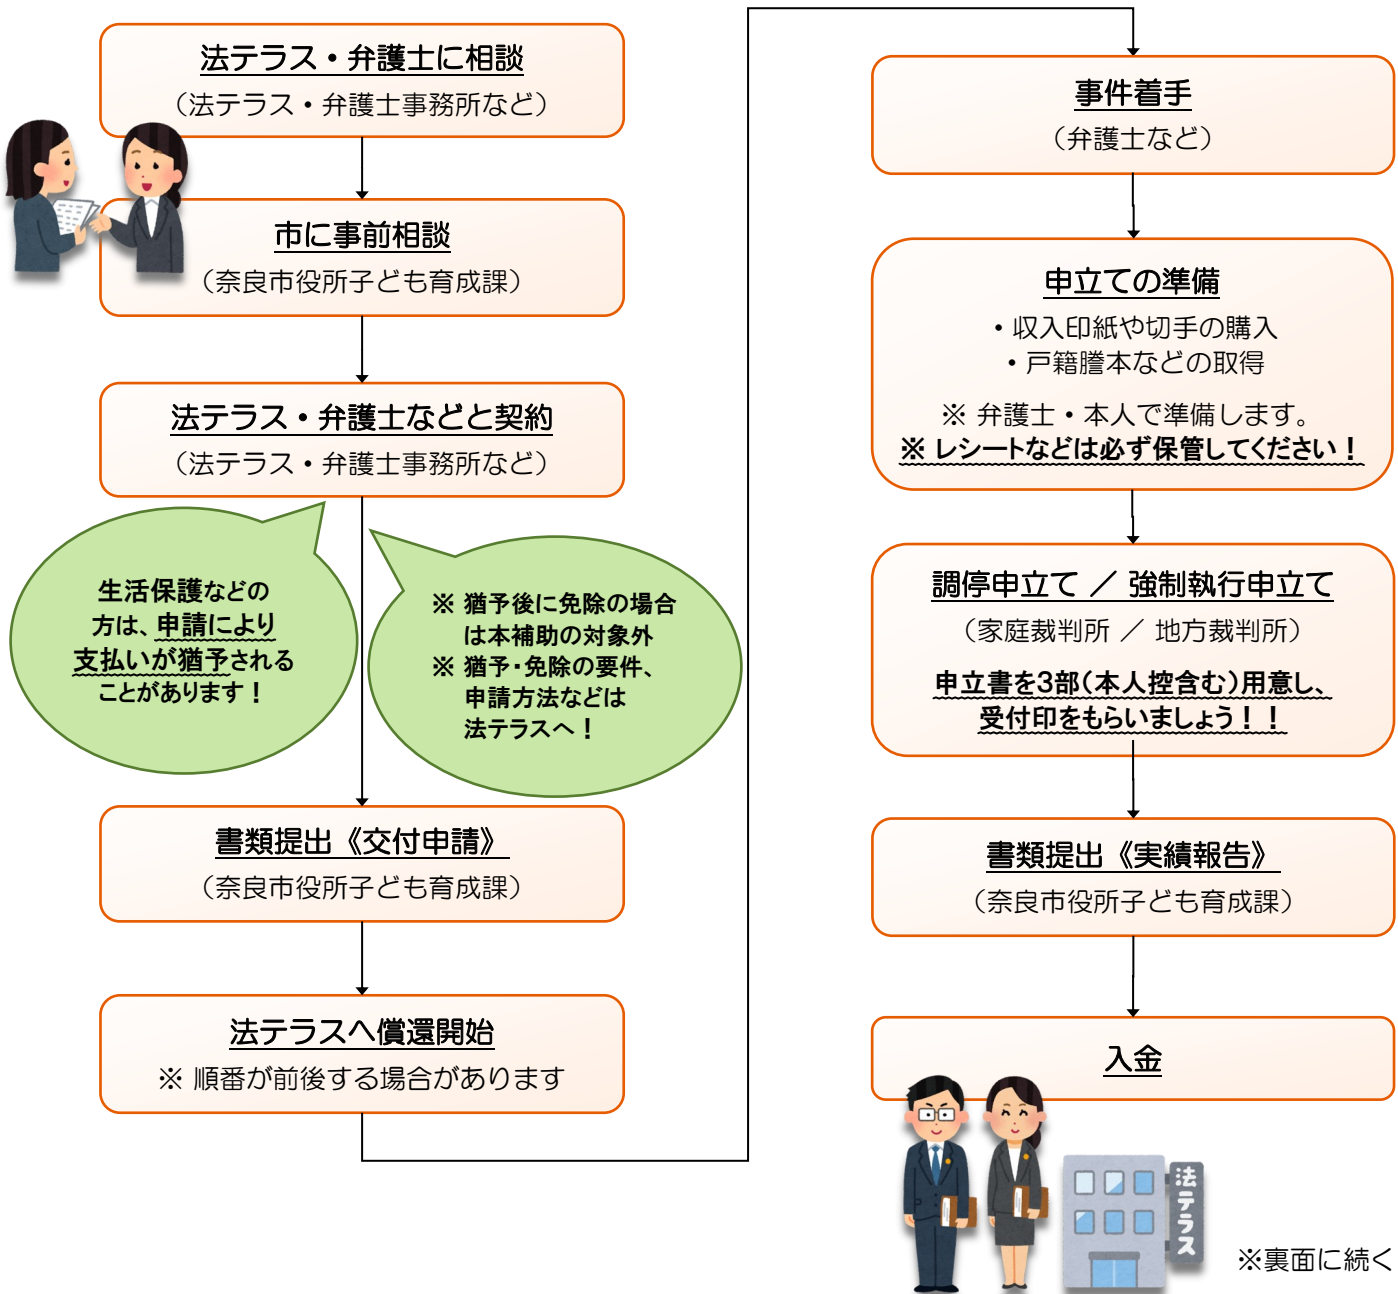 法テラス・弁護士に相談
（法テラス・弁護士事務所など）
市に事前相談
（奈良市役所子ども育成課）
法テラス・弁護士などと契約
（法テラス・弁護士事務所など）
生活保護などの
方は、申請により
支払いが猶予される
ことがあります！
※ 猶予後に免除の場合
は本補助の対象外
※ 猶予・免除の要件、
申請方法などは
法テラスへ！
書類提出《交付申請》
（奈良市役所子ども育成課）
法テラスへ償還開始
※ 順番が前後する場合があります
事件着手
（弁護士など）
申立ての準備
・収入印紙や切手の購入
・戸籍謄本などの取得
※ 弁護士・本人で準備します。
※ レシートなどは必ず保管してください！
調停申立て ／ 強制執行申立て
（家庭裁判所 ／ 地方裁判所）
申立書を3部（本人控含む）用意し、
受付印をもらいましょう！！
書類提出《実績報告》
（奈良市役所子ども育成課）
入金
法テラス
※裏面に続く